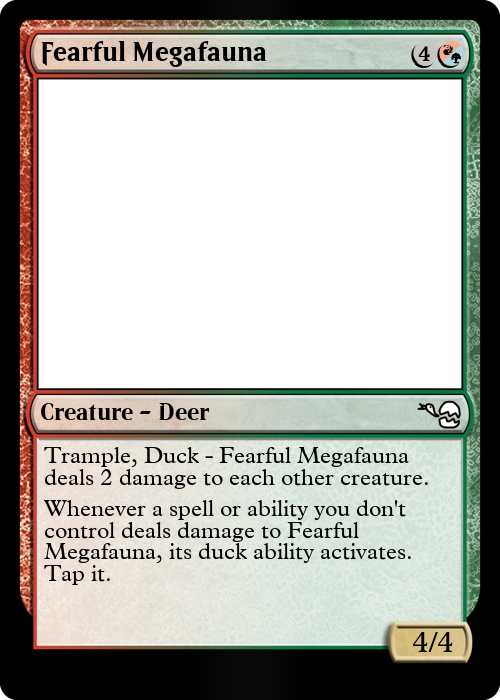 Fearful Megafauna
4
Creature – Deer
Trample, Duck - Fearful Megafauna
deals 2 damage to each other creature.
Whenever a spell or ability you don't
control deals damage to Fearful
Megafauna, its duck ability activates.
Tap it.
4/4